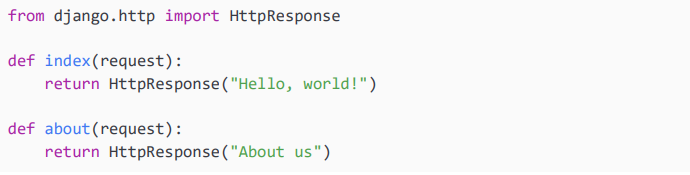 from django.http import HttpResponse
def index(request):
    return HttpResponse("Hello, world!")
def about(request):
    return HttpResponse("About us")